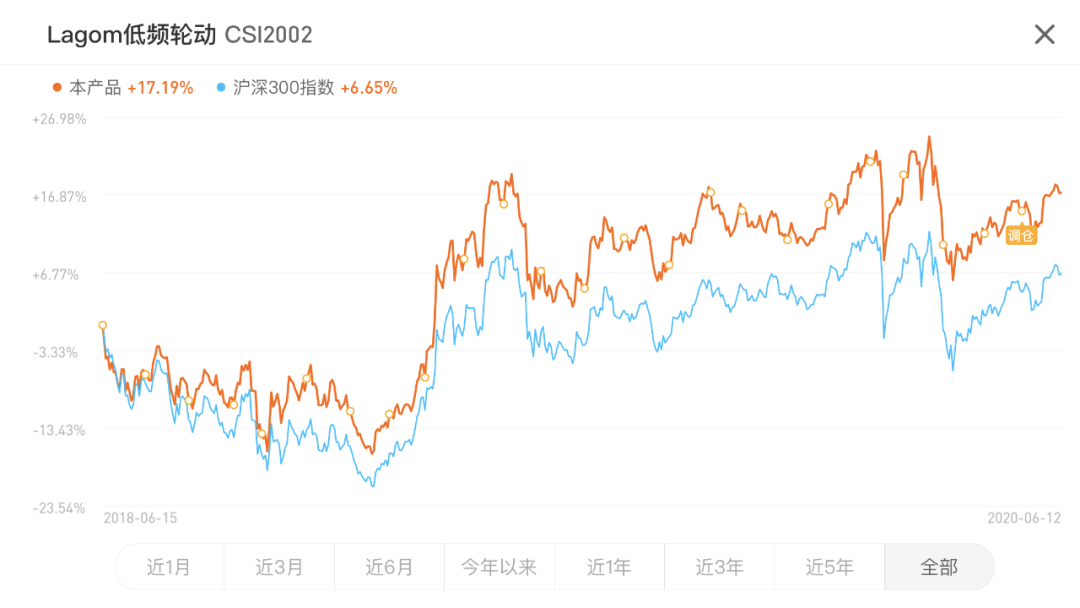 Lagom低频轮动 CSI2002
本产品 +17.19% 沪深300指数 +6.65%
+26.98%
+16.87%
调仓
+6.77%
-3.33%
-13.43%
-23.54%
2018-06-15 2020-06-12
近1月 近3月 近6月 今年以来 近1年 近3年 近5年 全部